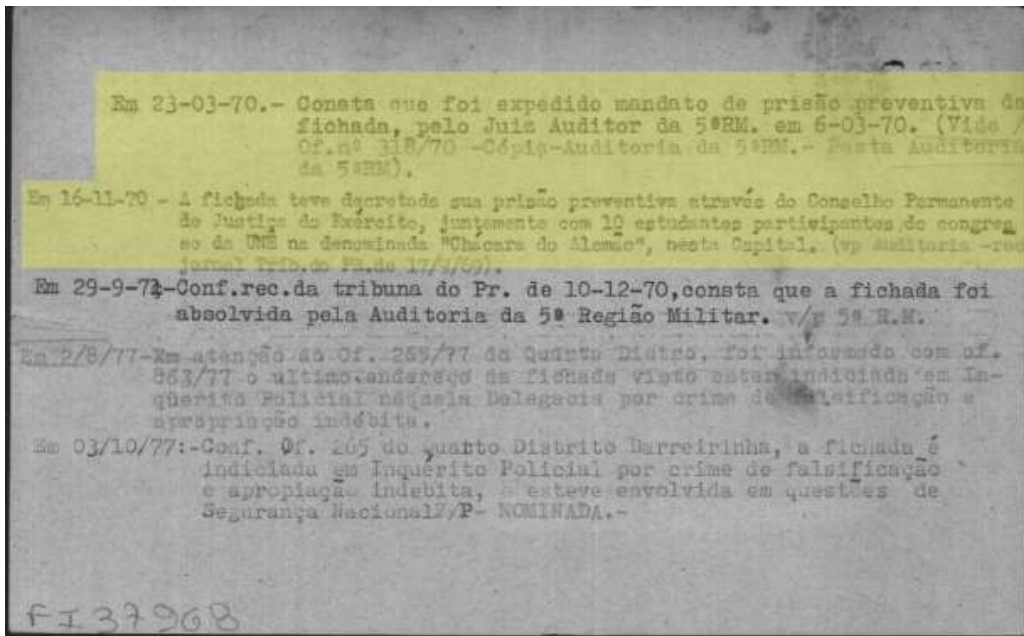 Em 23-03-70.- Consta que foi expedido mandato de prisão preventiva da
fichada, pelo Juiz Auditor da 5ªRM. em 6-03-70. (Vide /
Of.nº 318/70 -Cópia-Auditoria da 5ªRM.- Pasta Auditoria
da 5ªRM).
Em 16-11-70 - A fichada teve decretada sua prisão preventiva através do Conselho Permanente
de Justiça do Exército, juntamente com 10 estudantes participantes do congres
so da UNE na denominada "Chácara do Alemão", nesta Capital. (vp Auditoria -rec
jornal Trib.do PR.de 17/9/69).
Em 29-9-72-Conf.rec.da tribuna do Pr. de 10-12-70,consta que a fichada foi
absolvida pela Auditoria da 5ª Região Militar. v/p 5ª R.M.
Em 2/8/77-Em atenção ao Of. 265/77 do Quarto Distro, foi informado com of.
863/77 o ultimo.endereço da fichada visto estar indiciada em In-
quérito Policial naquela Delegacia por crime de falsificação e
apropriação indébita.
Em 03/10/77:-Conf. Of. 265 do quanto Distrito Barreirinha, a fichada é
indiciada em Inquérito Policial por crime de falsificação
e apropiação indebita, esteve envolvida em questões de
Segurança NacionalV/P- NOMINADA.-
FI37968